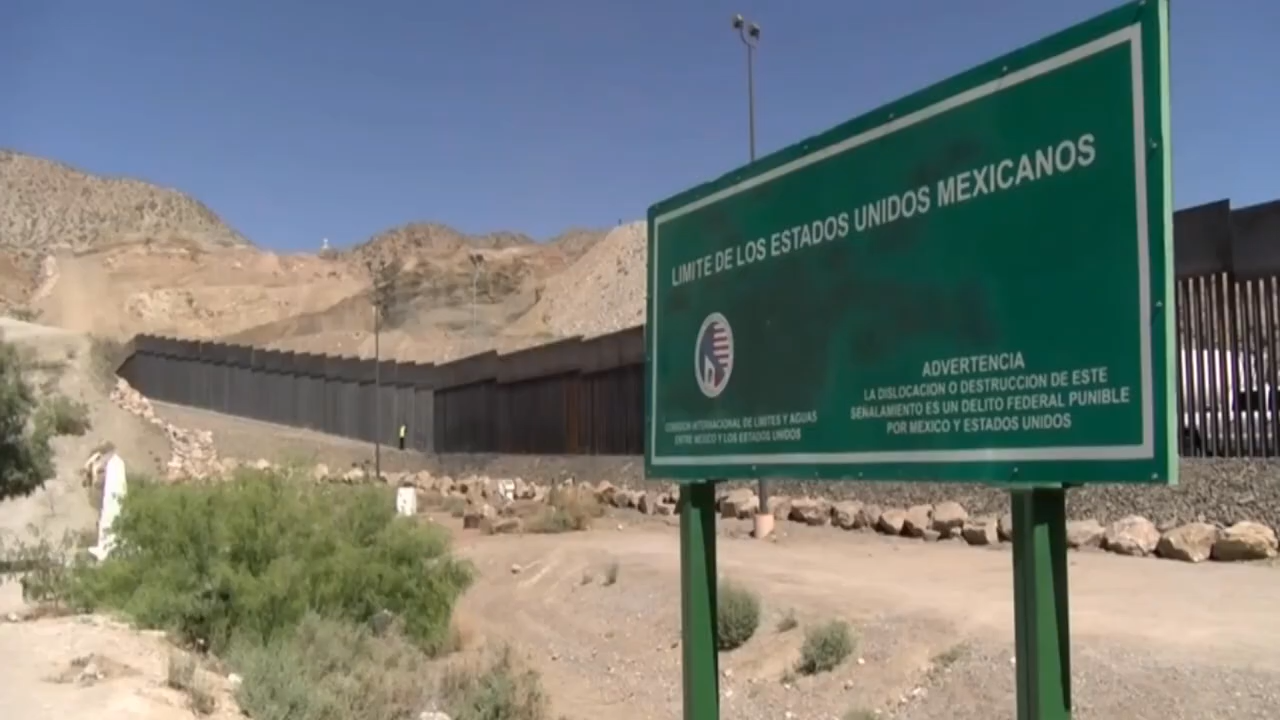 LIMITE DE LOS ESTADOS UNIDOS MEXICANOS
COMISION INTERNACIONAL DE LIMITES Y AGUAS
ENTRE MEXICO Y LOS ESTADOS UNIDOS
ADVERTENCIA
LA DISLOCACION O DESTRUCCION DE ESTE
SEÑALAMIENTO ES UN DELITO FEDERAL PUNIBLE
POR MEXICO Y ESTADOS UNIDOS